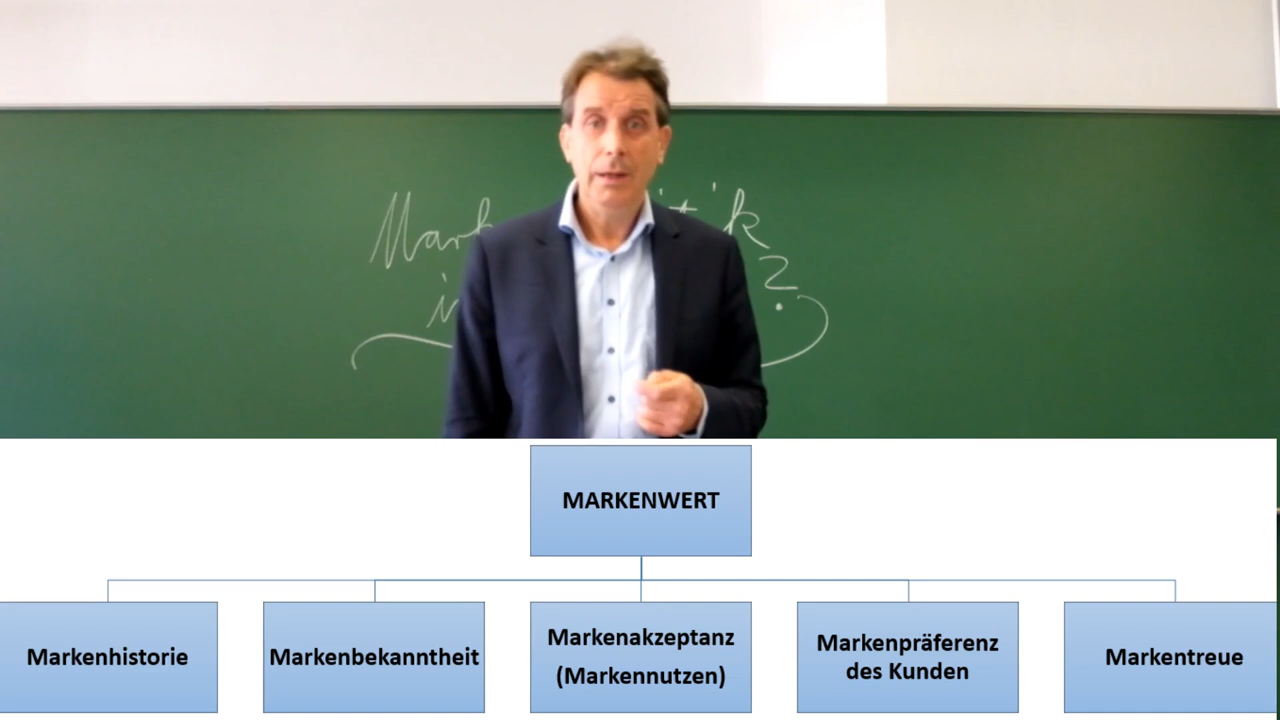 MARKENWERT
Markenhistorie
Markenbekanntheit
Markenakzeptanz
(Markennutzen)
Markenpräferenz
des Kunden
Markentreue